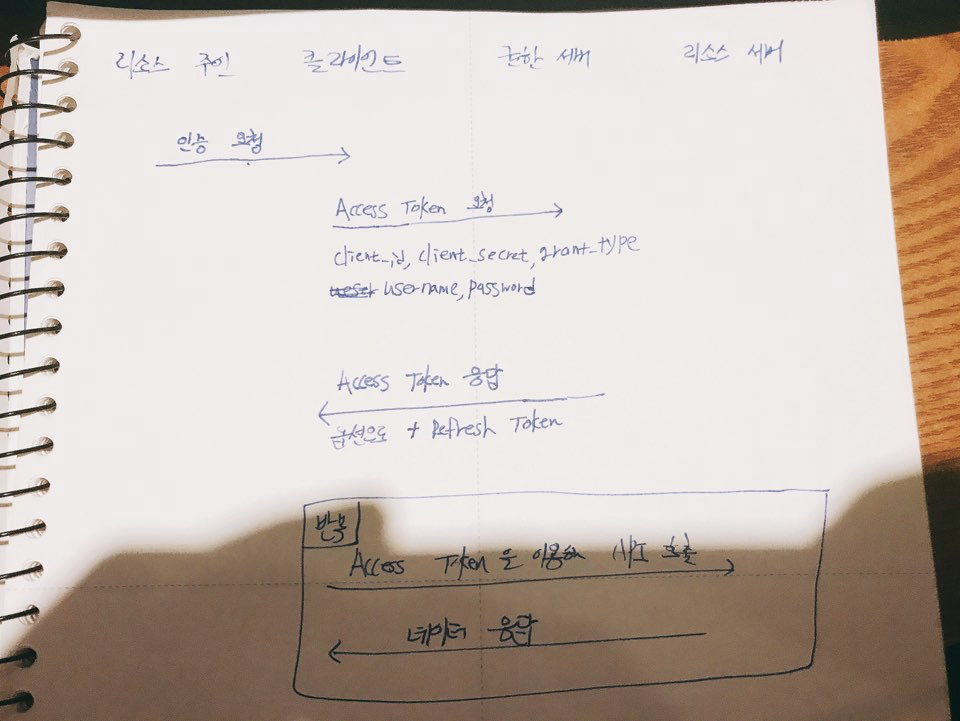 리소스 주인 클라이언트 권한 서버 리소스 서버
인증 요청
Access Token 요청
client_id, client_secret, grant_type
username, password
Access Token 응답
옵션으로 + Refresh Token
반복
Access Token을 이용해 API 호출
데이터 응답